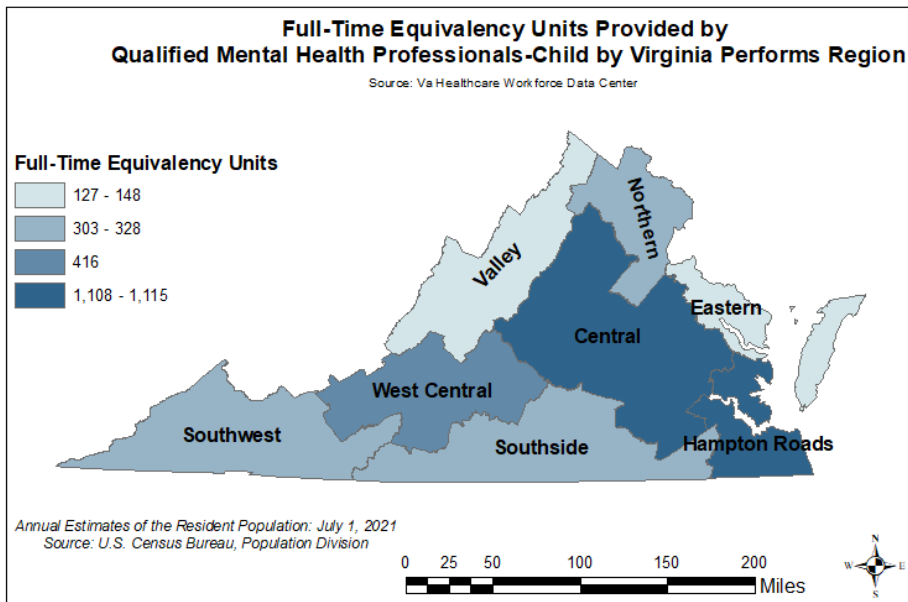 Full-Time Equivalency Units Provided by
Qualified Mental Health Professionals-Child by Virginia Performs Region
Source: Va Healthcare Workforce Data Center
Full-Time Equivalency Units
127 - 148
303 - 328
416
1,108 - 1,115
Northern
Valley
Eastern
Central
West Central
Southwest
Southside
Hampton Roads
Annual Estimates of the Resident Population: July 1, 2021
Source: U.S. Census Bureau, Population Division
0 25 50 100 150 200
Miles
N
W E
S